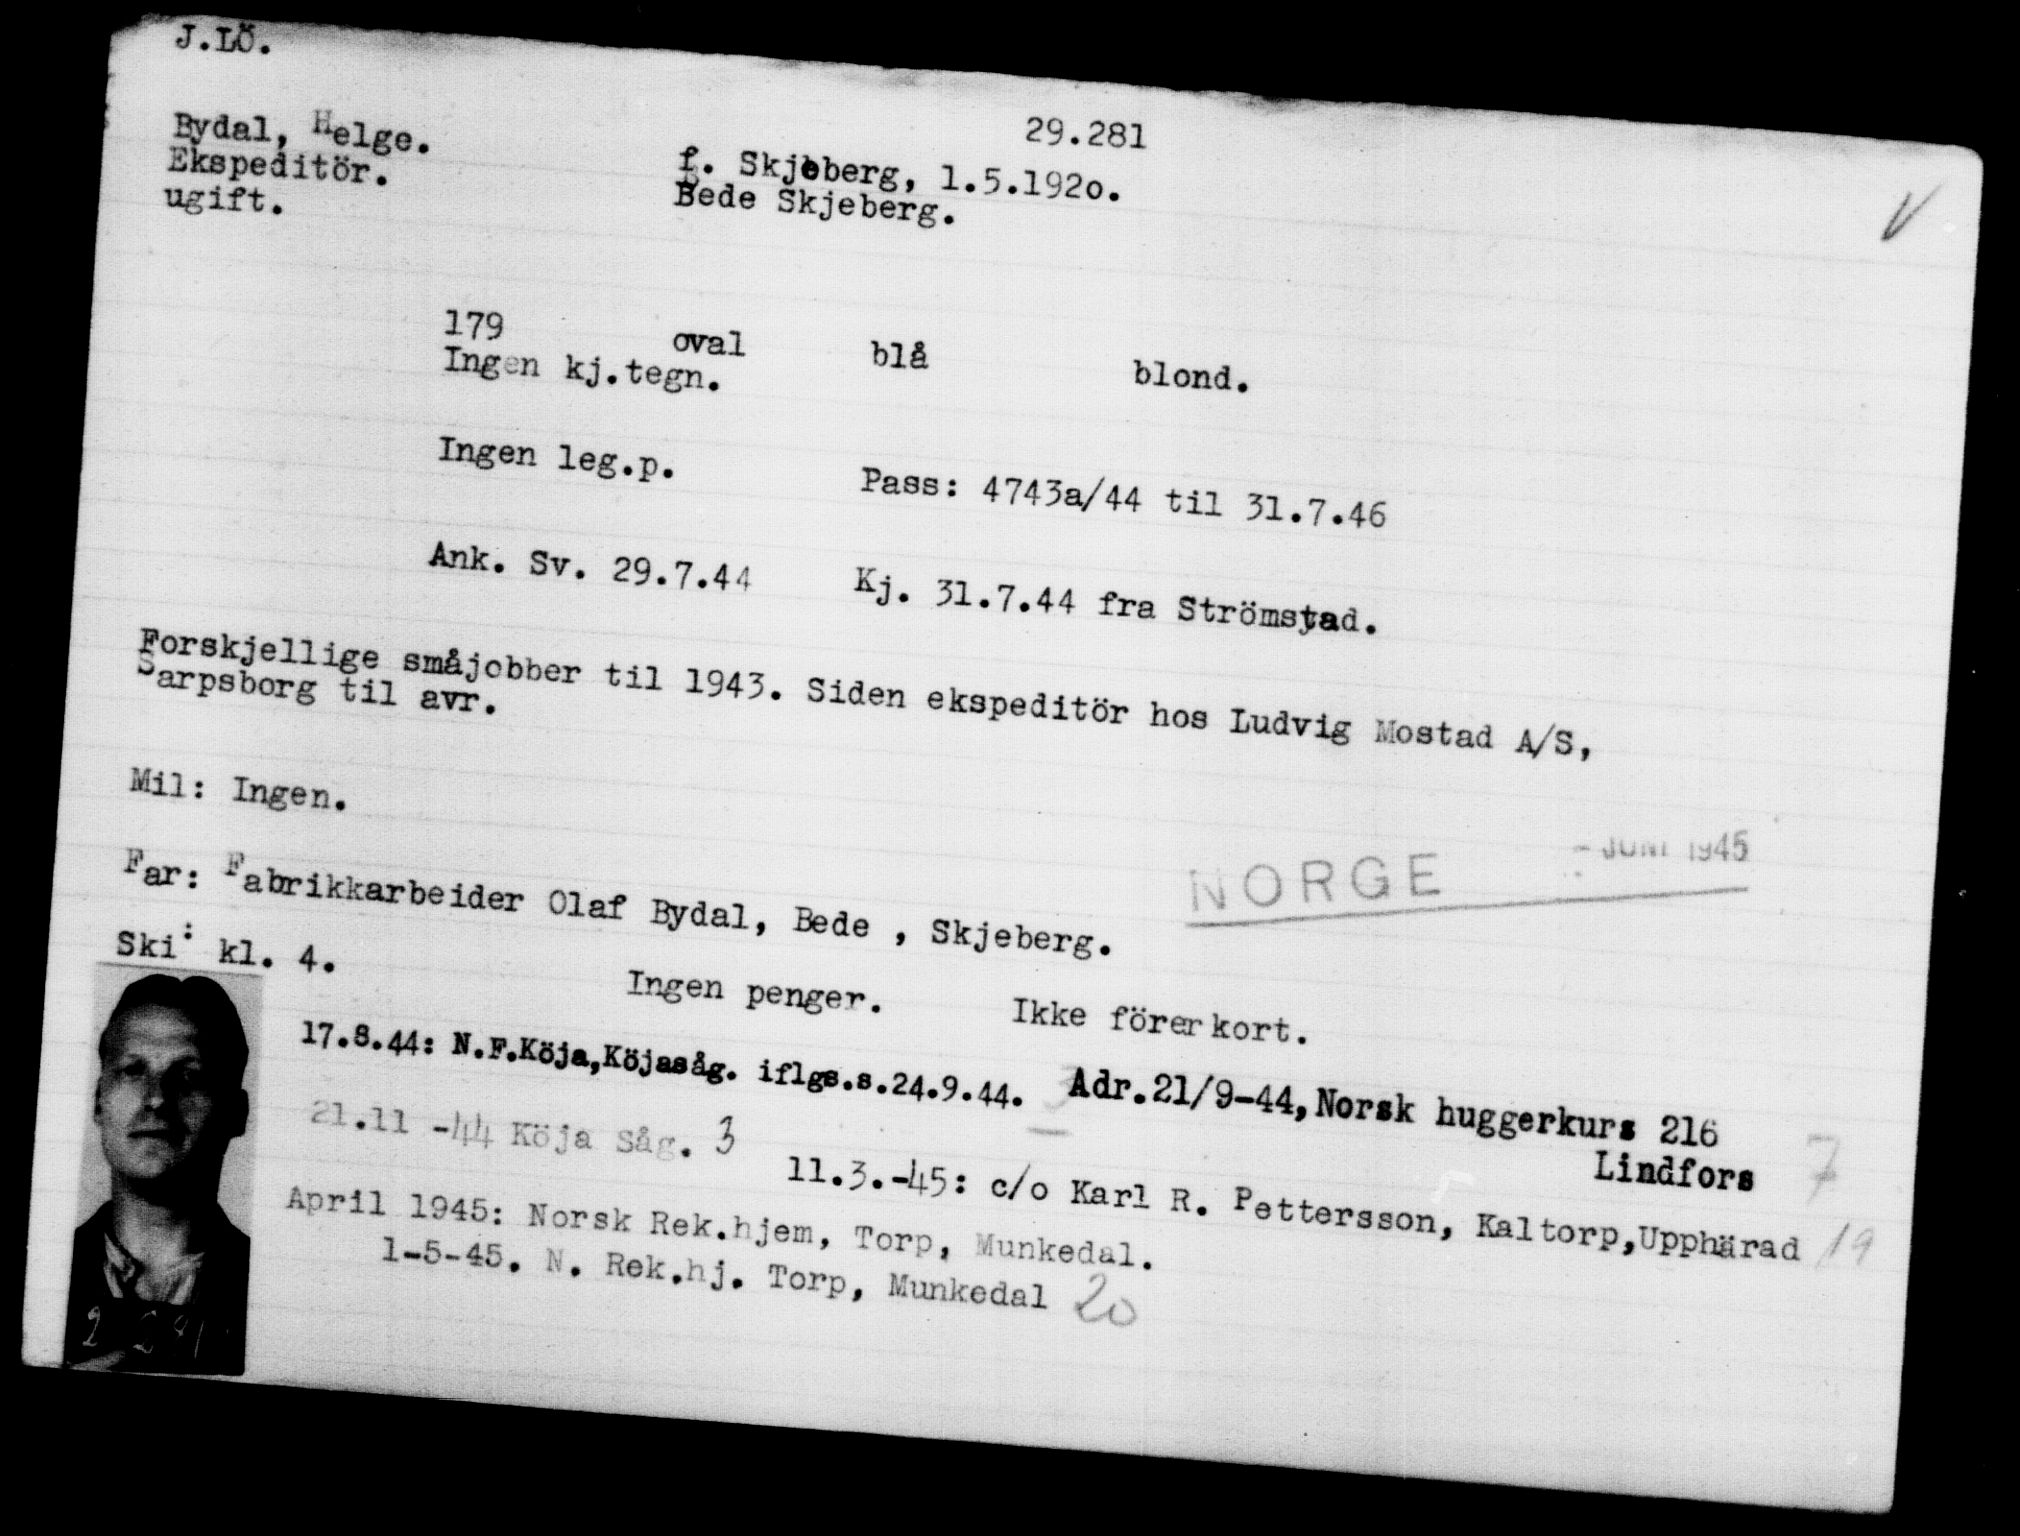 J.LÖ.
29.281
Bydal, Helge.
f. Skjeberg, 1.5.192o.
Ekspeditör.
Bede Skjeberg.
ugift.
179 oval blå blond.
Ingen kj.tegn.
Ingen leg.p. Pass: 4743a/44 til 31.7.46
Ank. Sv. 29.7.44 Kj. 31.7.44 fra Strömstad.
Forskjellige småjobber til 1943. Siden ekspeditör hos Ludvig Mostad A/S,
Sarpsborg til avr.
Mil: Ingen.
NORGE - JUNI 1945
Far: Fabrikkarbeider Olaf Bydal, Bede , Skjeberg.
Ski: kl. 4. Ingen penger. Ikke förerkort.
17.8.44: N.F.Köja,Köjasåg. iflgs.s.24.9.44. 3 Adr.21/9-44, Norsk huggerkurs 216
Lindfors 7
21.11 -44 Köja Såg. 3
11.3.-45: c/o Karl R. Pettersson, Kaltorp,Upphärad 19
April 1945: Norsk Rek.hjem, Torp, Munkedal.
1-5-45. N. Rek.hj. Torp, Munkedal 20